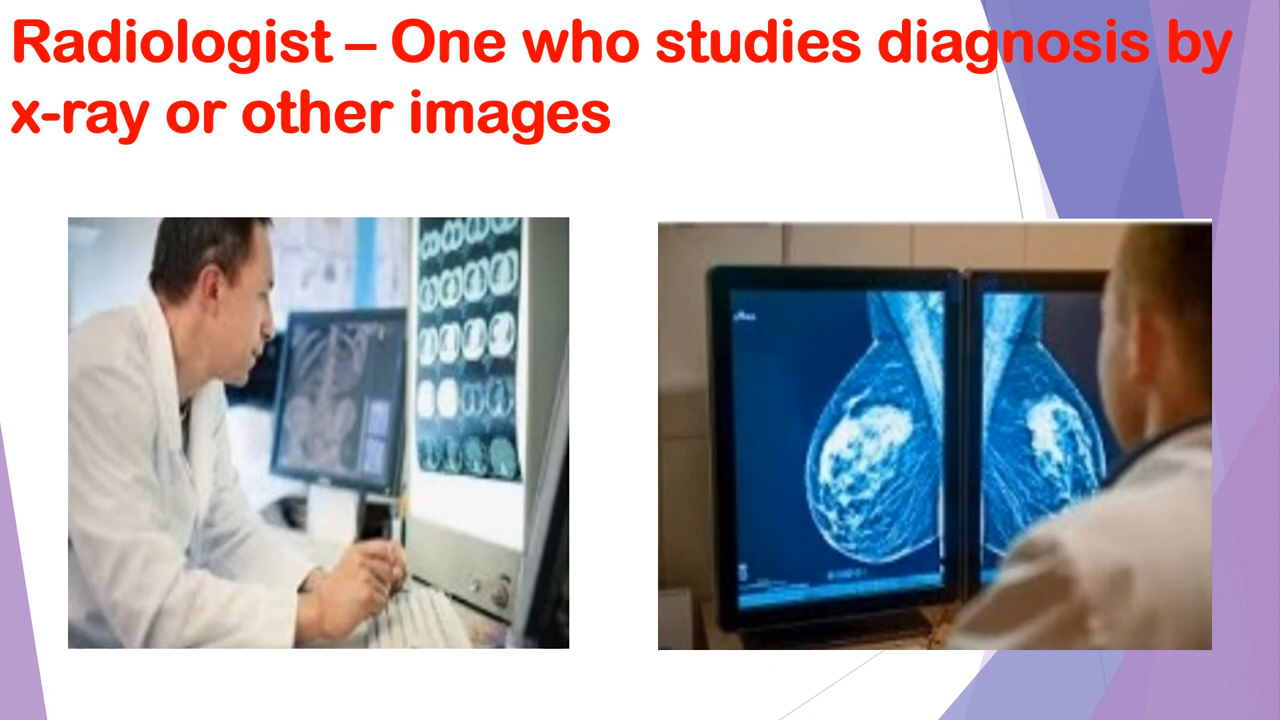 Radiologist – One who studies diagnosis by
x-ray or other images